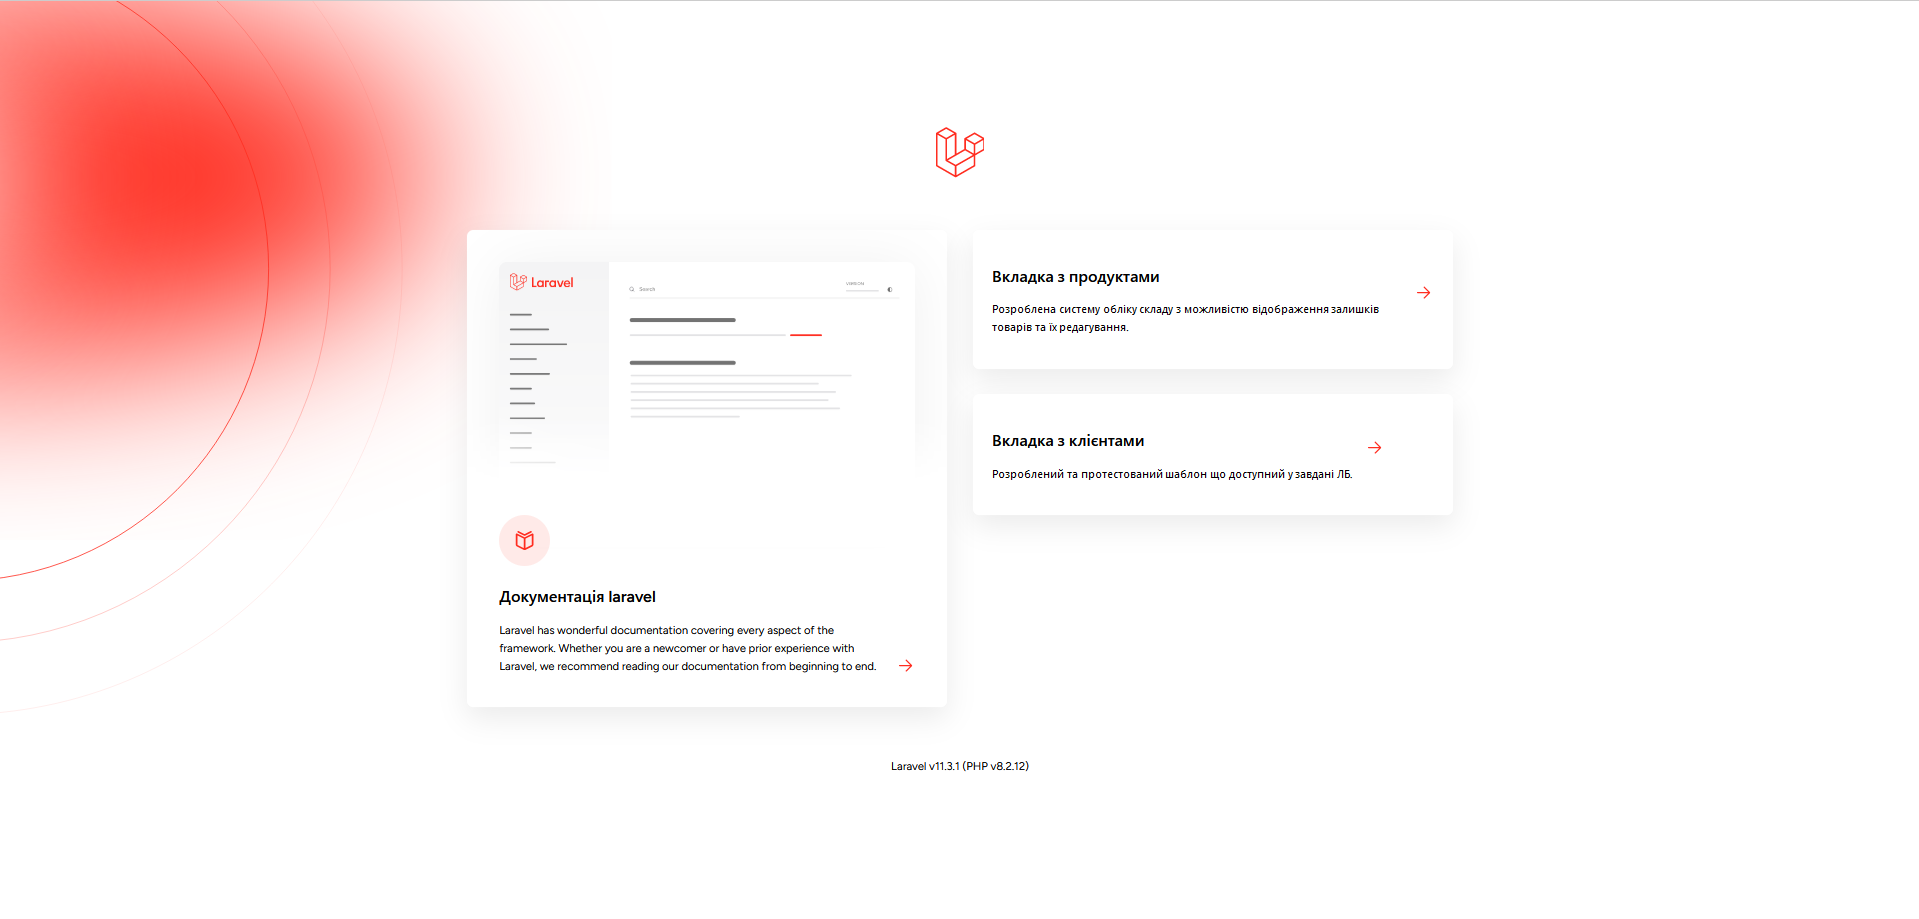 Laravel
Search
VERSION
Документація laravel
Laravel has wonderful documentation covering every aspect of the
framework. Whether you are a newcomer or have prior experience with
Laravel, we recommend reading our documentation from beginning to end.
Вкладка з продуктами
Розроблена систему обліку складу з можливістю відображення залишків
товарів та їх редагування.
Вкладка з клієнтами
Розроблений та протестований шаблон що доступний у завдані ЛБ.
Laravel v11.3.1 (PHP v8.2.12)